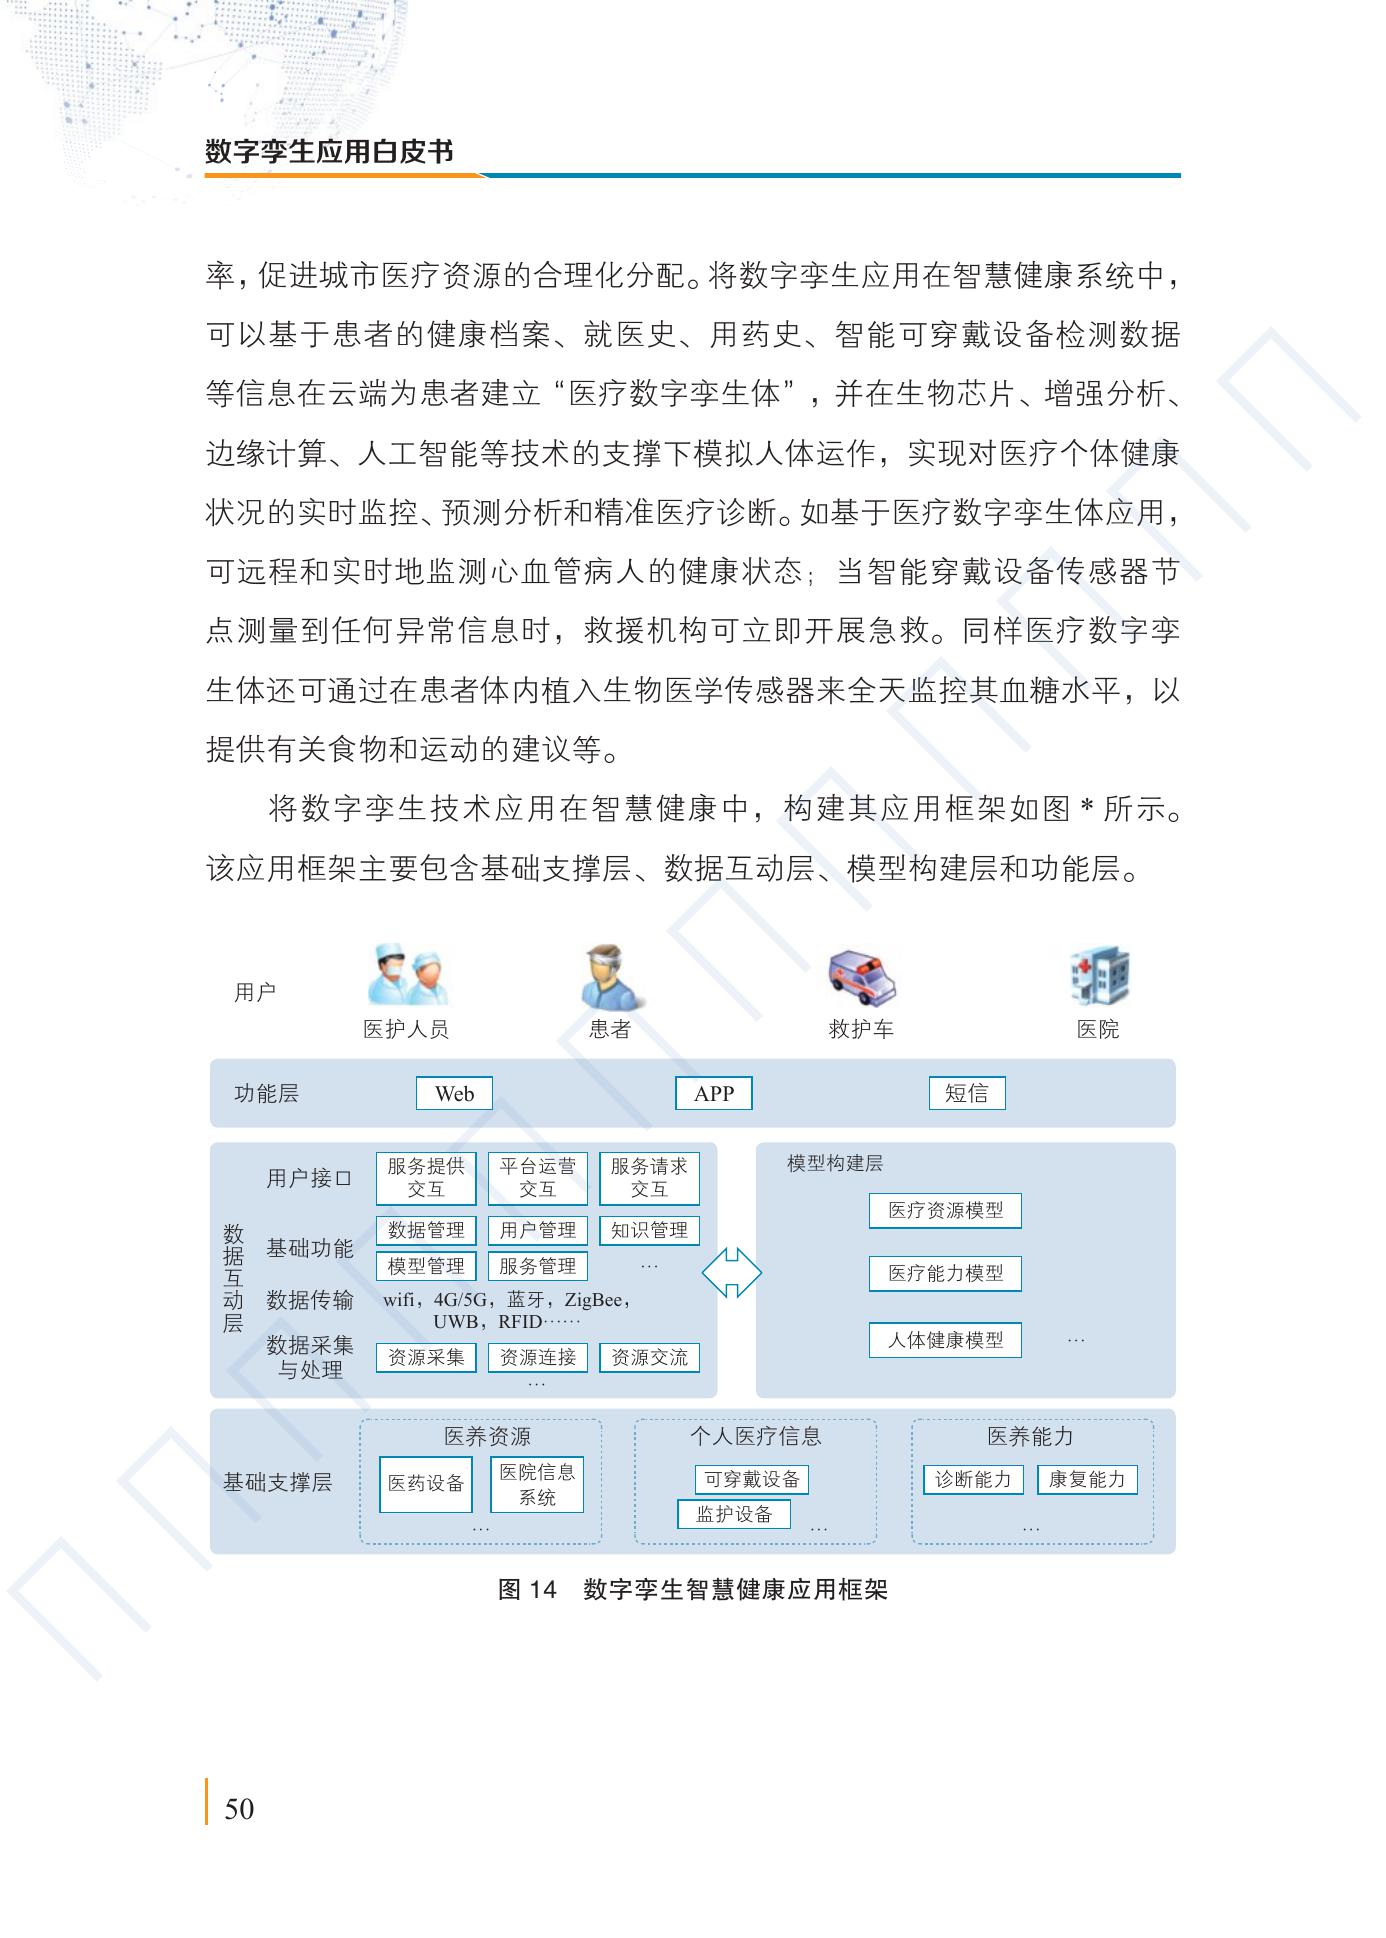 数字孪生应用白皮书
率，促进城市医疗资源的合理化分配。将数字孪生应用在智慧健康系统中，
可以基于患者的健康档案、就医史、用药史、智能可穿戴设备检测数据
等信息在云端为患者建立“医疗数字孪生体”，并在生物芯片、增强分析、
边缘计算、人工智能等技术的支撑下模拟人体运作，实现对医疗个体健康
状况的实时监控、预测分析和精准医疗诊断。如基于医疗数字孪生体应用，
可远程和实时地监测心血管病人的健康状态；当智能穿戴设备传感器节
点测量到任何异常信息时，救援机构可立即开展急救。同样医疗数字孪
生体还可通过在患者体内植入生物医学传感器来全天监控其血糖水平，以
提供有关食物和运动的建议等。
将数字孪生技术应用在智慧健康中，构建其应用框架如图 * 所示。
该应用框架主要包含基础支撑层、数据互动层、模型构建层和功能层。
用户
医护人员 患者 救护车 医院
功能层 Web APP 短信
数据互动层
用户接口
服务提供
交互
平台运营
交互
服务请求
交互
基础功能
数据管理 用户管理 知识管理
模型管理 服务管理 …
数据传输
wifi，4G/5G，蓝牙，ZigBee，
UWB，RFID……
数据采集
与处理
资源采集 资源连接 资源交流
…
模型构建层
医疗资源模型
医疗能力模型
人体健康模型 …
基础支撑层
医养资源
医药设备
医院信息
系统
…
个人医疗信息
可穿戴设备
监护设备 …
医养能力
诊断能力 康复能力
…
图 14 数字孪生智慧健康应用框架
50